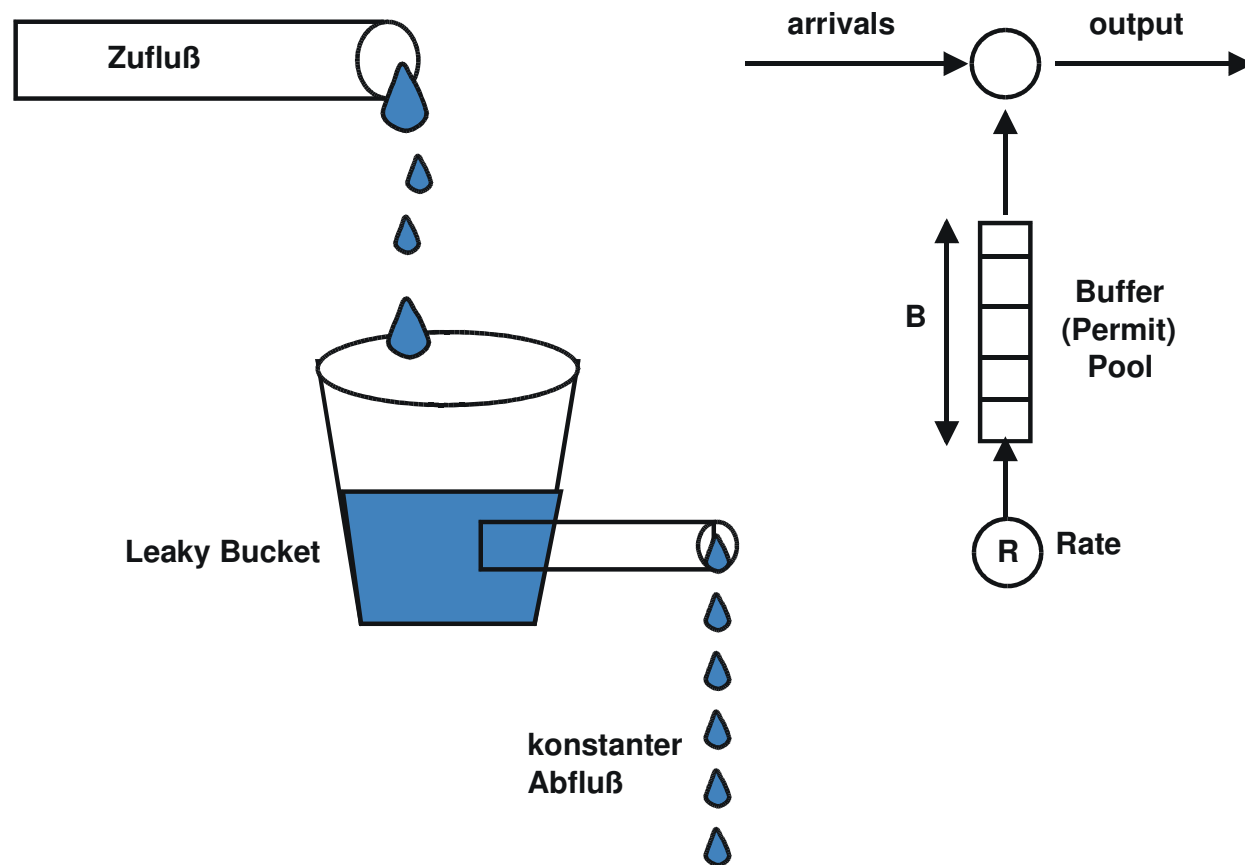 Zufluß
arrivals
output
B
Buffer
(Permit)
Pool
Leaky Bucket
R
Rate
konstanter
Abfluß